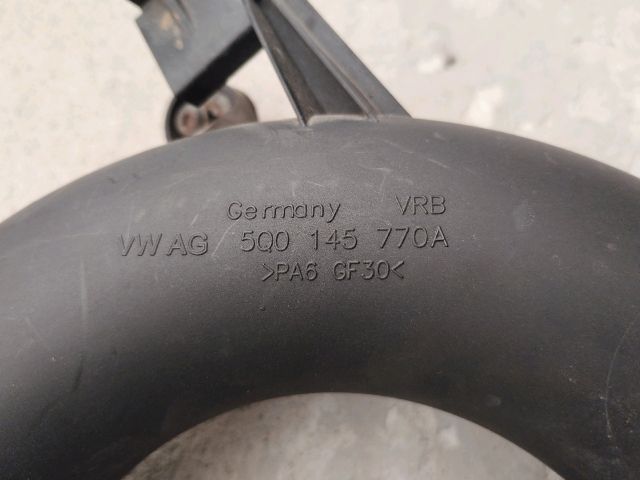 Germany VRB
VW AG 5Q0 145 770A
>PA6 GF30<